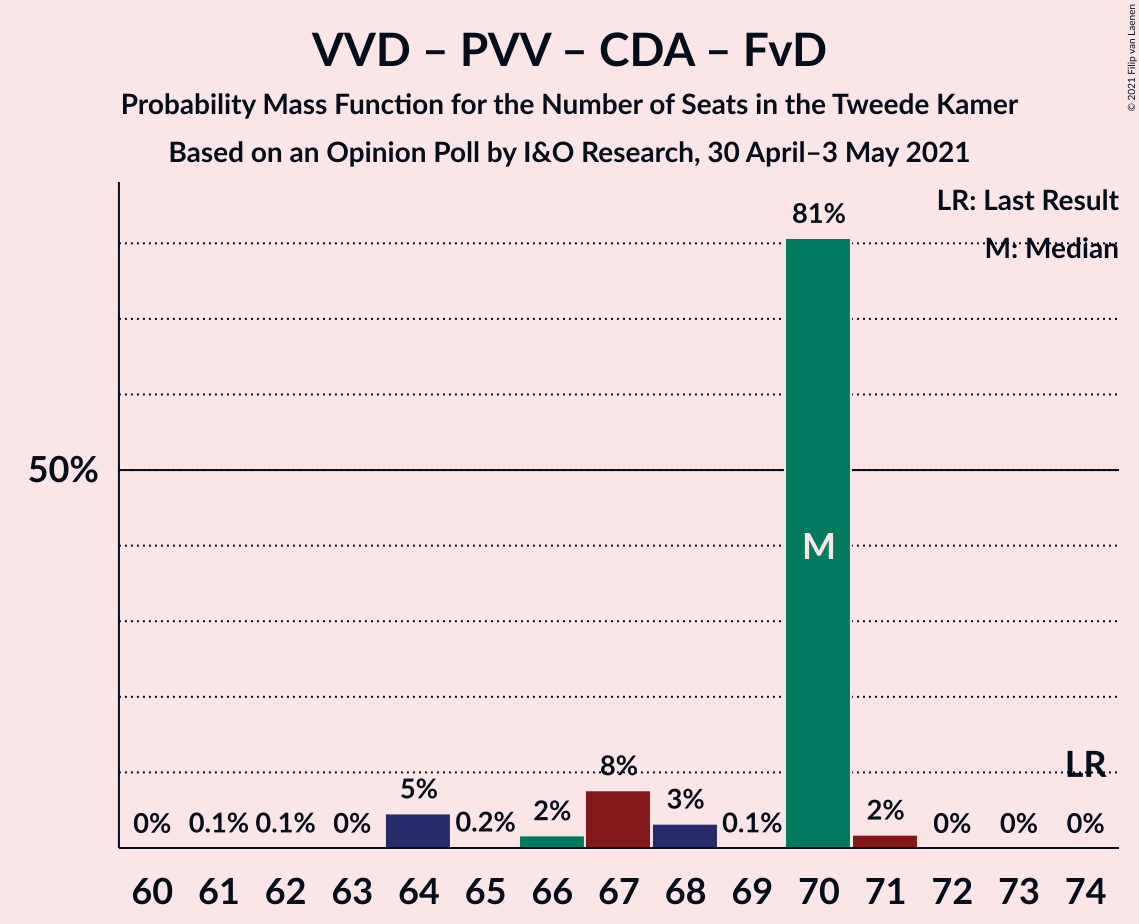 VVD – PVV – CDA – FvD
Probability Mass Function for the Number of Seats in the Tweede Kamer
Based on an Opinion Poll by I&O Research, 30 April–3 May 2021
© 2021 Filip van Laenen
LR: Last Result
M: Median
81%
50%
M
LR
0% 0.1% 0.1% 0% 5% 0.2% 2% 8% 3% 0.1% 2% 0% 0% 0%
60 61 62 63 64 65 66 67 68 69 70 71 72 73 74